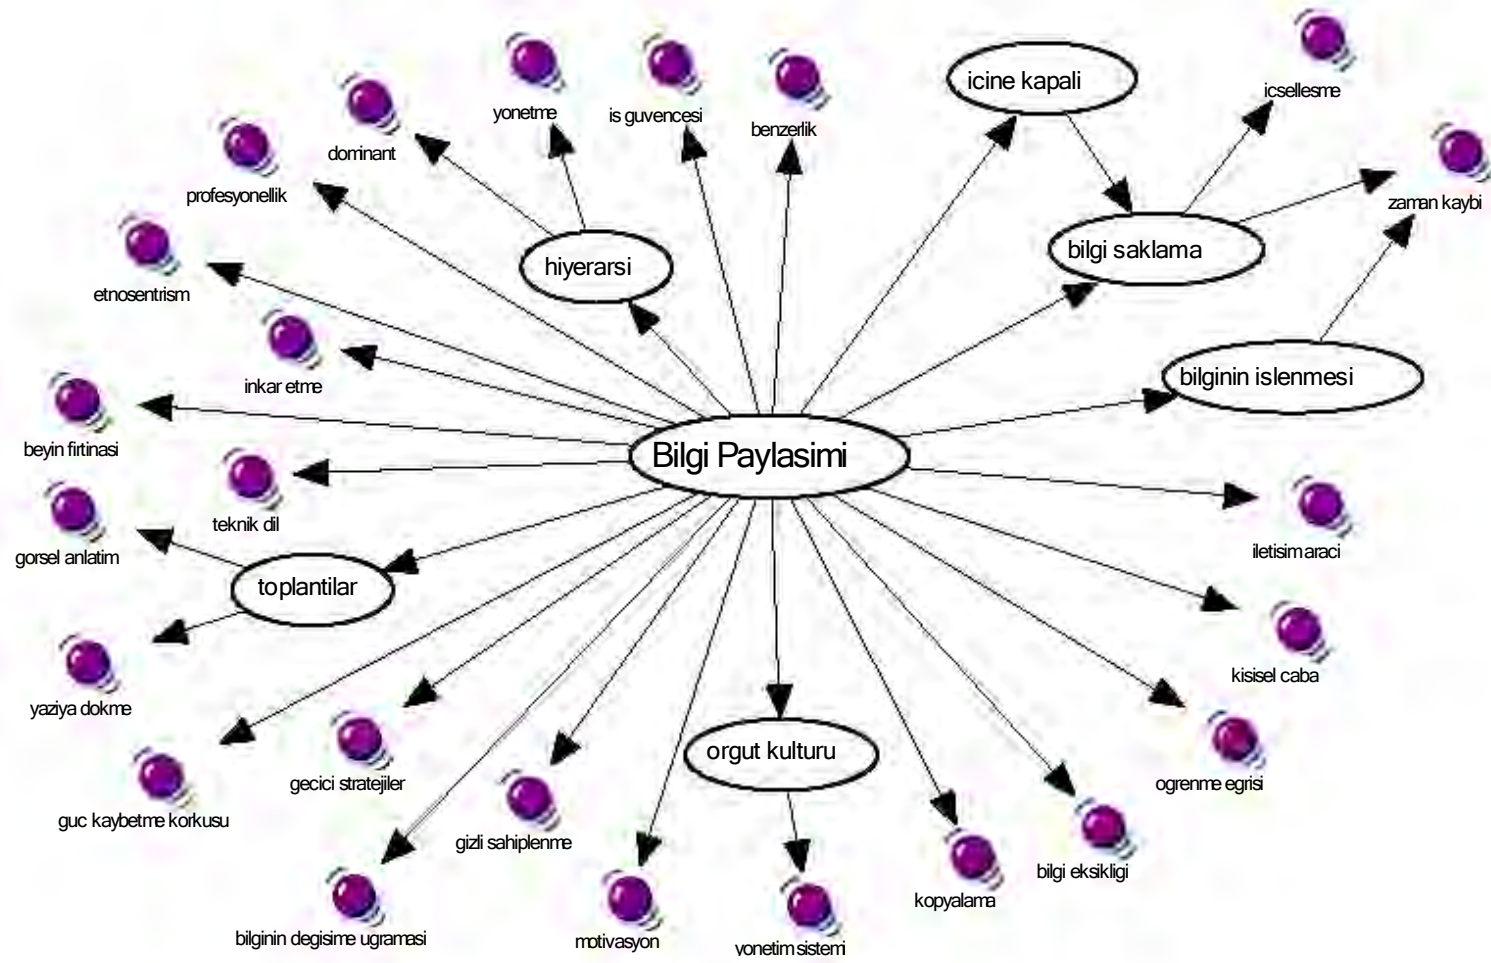 icine kapali
icsellesme
yonetme
is guvencesi
benzerlik
dominant
profesyonellik
zaman kaybi
hiyerarsi
bilgi saklama
etnosentrism
inkar etme
bilginin islenmesi
beyin firtinasi
Bilgi Paylasimi
teknik dil
gorsel anlatim
iletisim araci
toplantilar
kisisel caba
yaziya dokme
orgut kulturu
gecici stratejiler
ogrenme egrisi
guc kaybetme korkusu
gizli sahiplenme
bilgi eksikligi
kopyalama
bilginin degisime ugramasi
motivasyon
yonetim sistemi